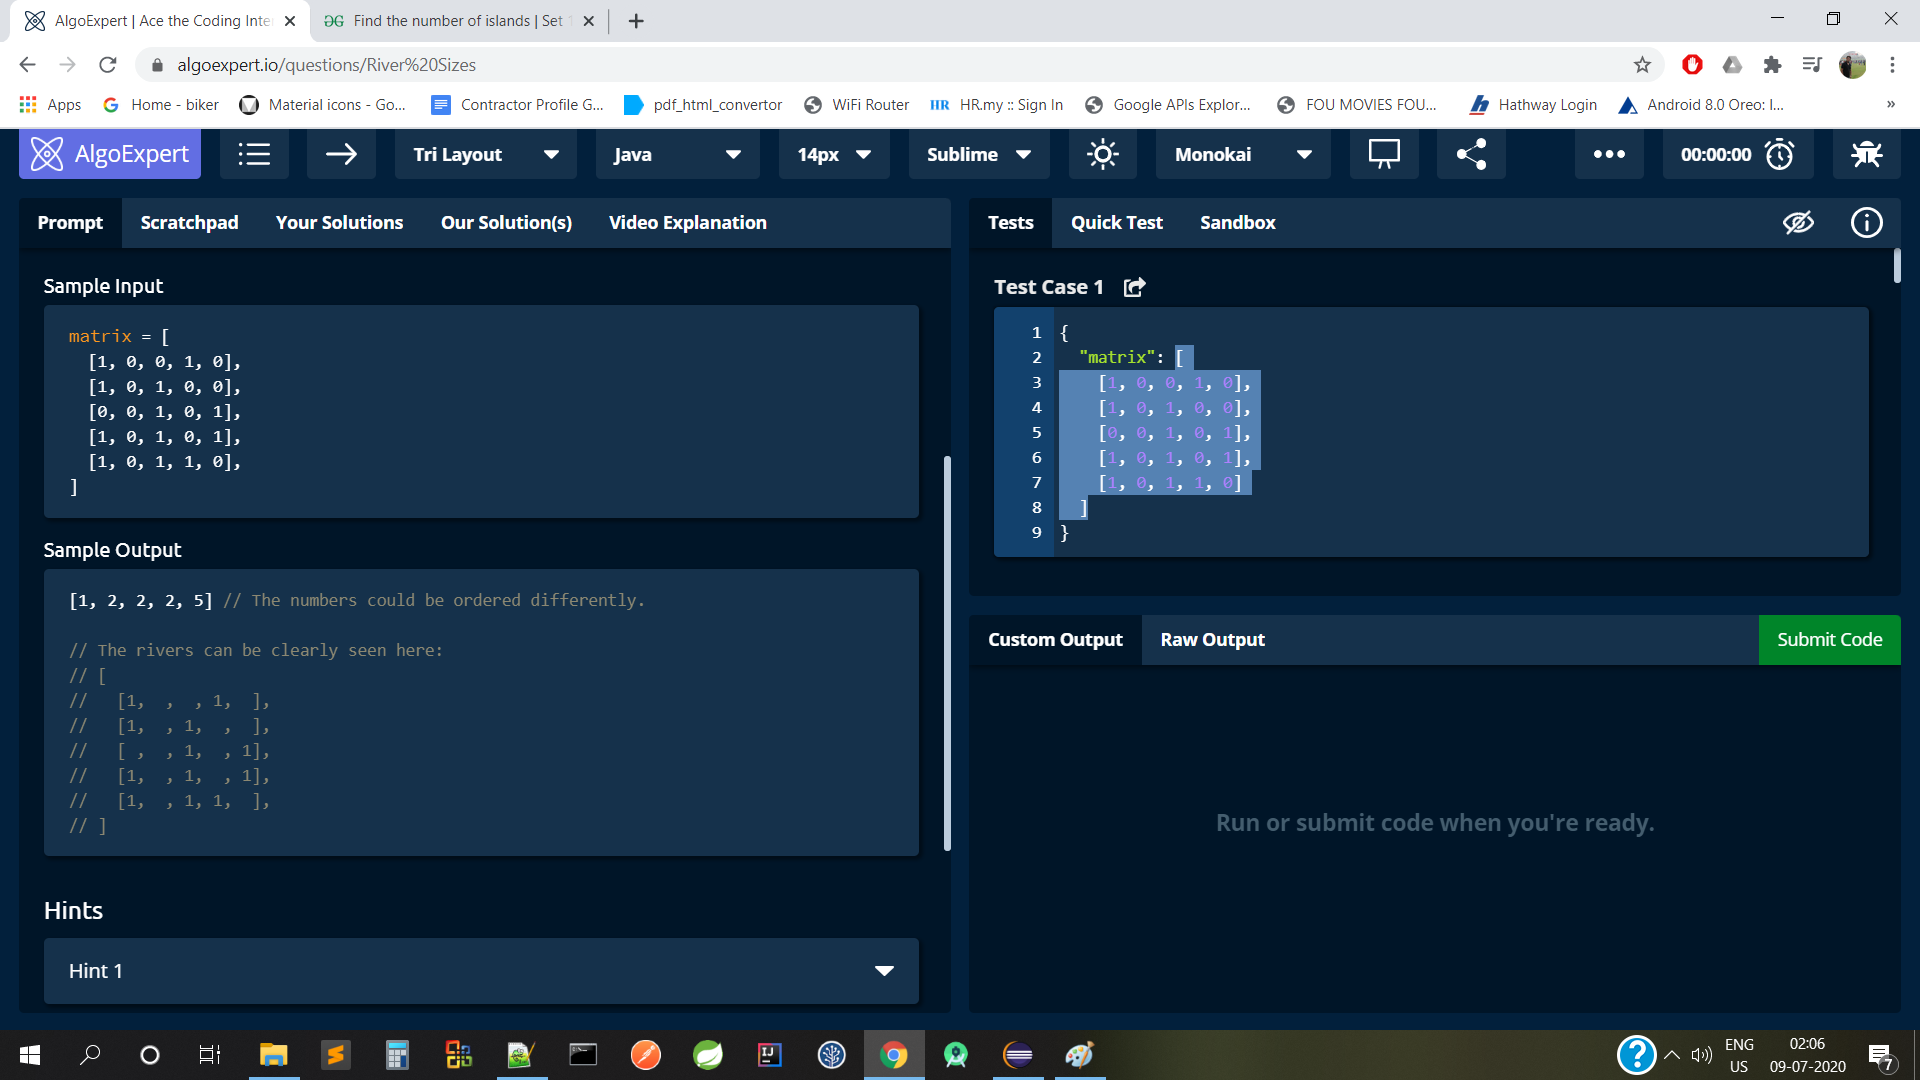 AlgoExpert | Ace the Coding Inte
Find the number of islands | Set 1
algoexpert.io/questions/River%20Sizes
Apps
Home - biker
Material icons - Go...
Contractor Profile G...
pdf_html_convertor
WiFi Router
HR HR.my :: Sign In
Google APIs Explor...
FOU MOVIES FOU...
Hathway Login
Android 8.0 Oreo: I...
»
AlgoExpert
Tri Layout
Java
14px
Sublime
Monokai
00:00:00
Prompt
Scratchpad
Your Solutions
Our Solution(s)
Video Explanation
Sample Input
matrix = [
[1, 0, 0, 1, 0],
[1, 0, 1, 0, 0],
[0, 0, 1, 0, 1],
[1, 0, 1, 0, 1],
[1, 0, 1, 1, 0],
]
Sample Output
[1, 2, 2, 2, 5] // The numbers could be ordered differently.
// The rivers can be clearly seen here:
// [
//   [1,  ,  , 1,  ],
//   [1,  , 1,  ,  ],
//   [ ,  , 1,  , 1],
//   [1,  , 1,  , 1],
//   [1,  , 1, 1,  ],
// ]
Hints
Hint 1
Tests
Quick Test
Sandbox
Test Case 1
1 {
2 "matrix": [
3 [1, 0, 0, 1, 0],
4 [1, 0, 1, 0, 0],
5 [0, 0, 1, 0, 1],
6 [1, 0, 1, 0, 1],
7 [1, 0, 1, 1, 0]
8 ]
9 }
Custom Output
Raw Output
Submit Code
Run or submit code when you're ready.
ENG
US
02:06
09-07-2020
7